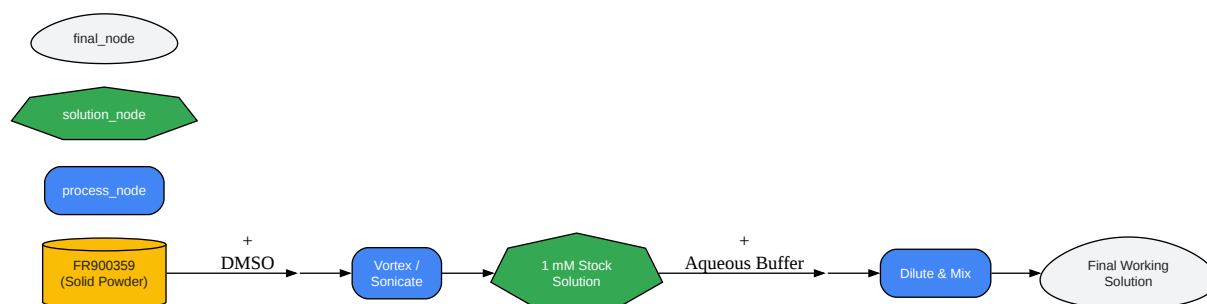 final_node
solution_node
process_node
FR900359
(Solid Powder)
+
DMSO
Vortex /
Sonicate
1 mM Stock
Solution
+
Aqueous Buffer
Dilute & Mix
Final Working
Solution